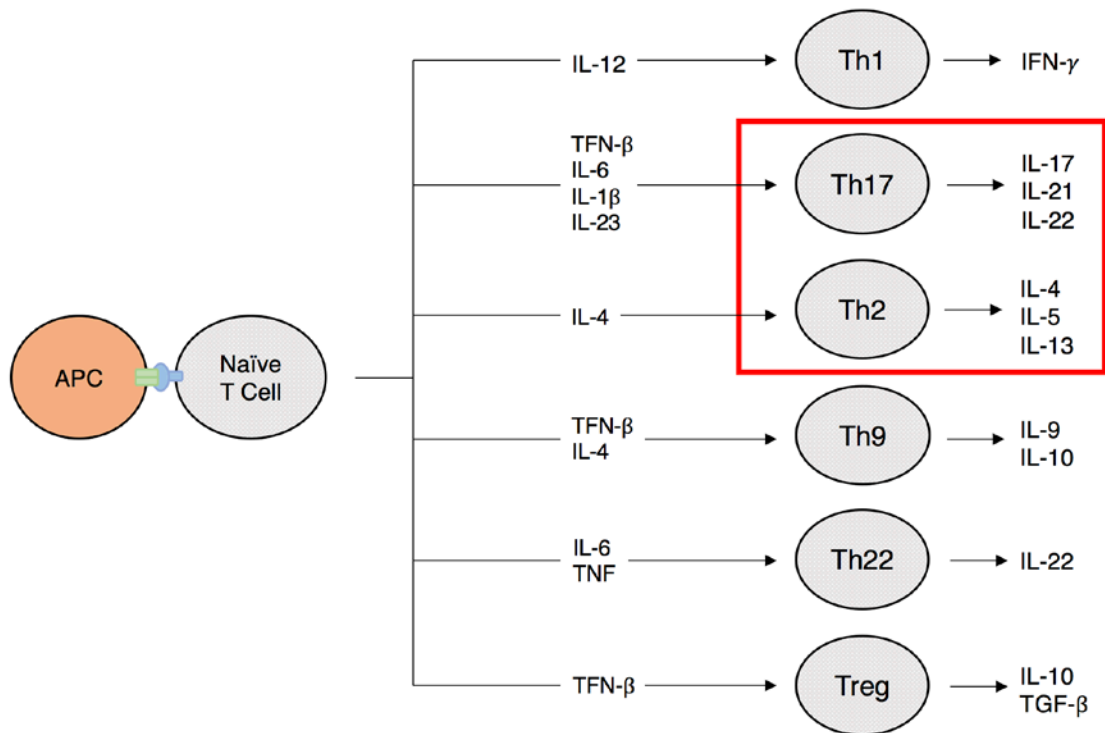 IL-12
Th1
IFN-γ
TFN-β
IL-6
IL-1β
IL-23
Th17
IL-17
IL-21
IL-22
IL-4
Th2
IL-4
IL-5
IL-13
APC
Naïve
T Cell
TFN-β
IL-4
Th9
IL-9
IL-10
IL-6
TNF
Th22
IL-22
TFN-β
Treg
IL-10
TGF-β